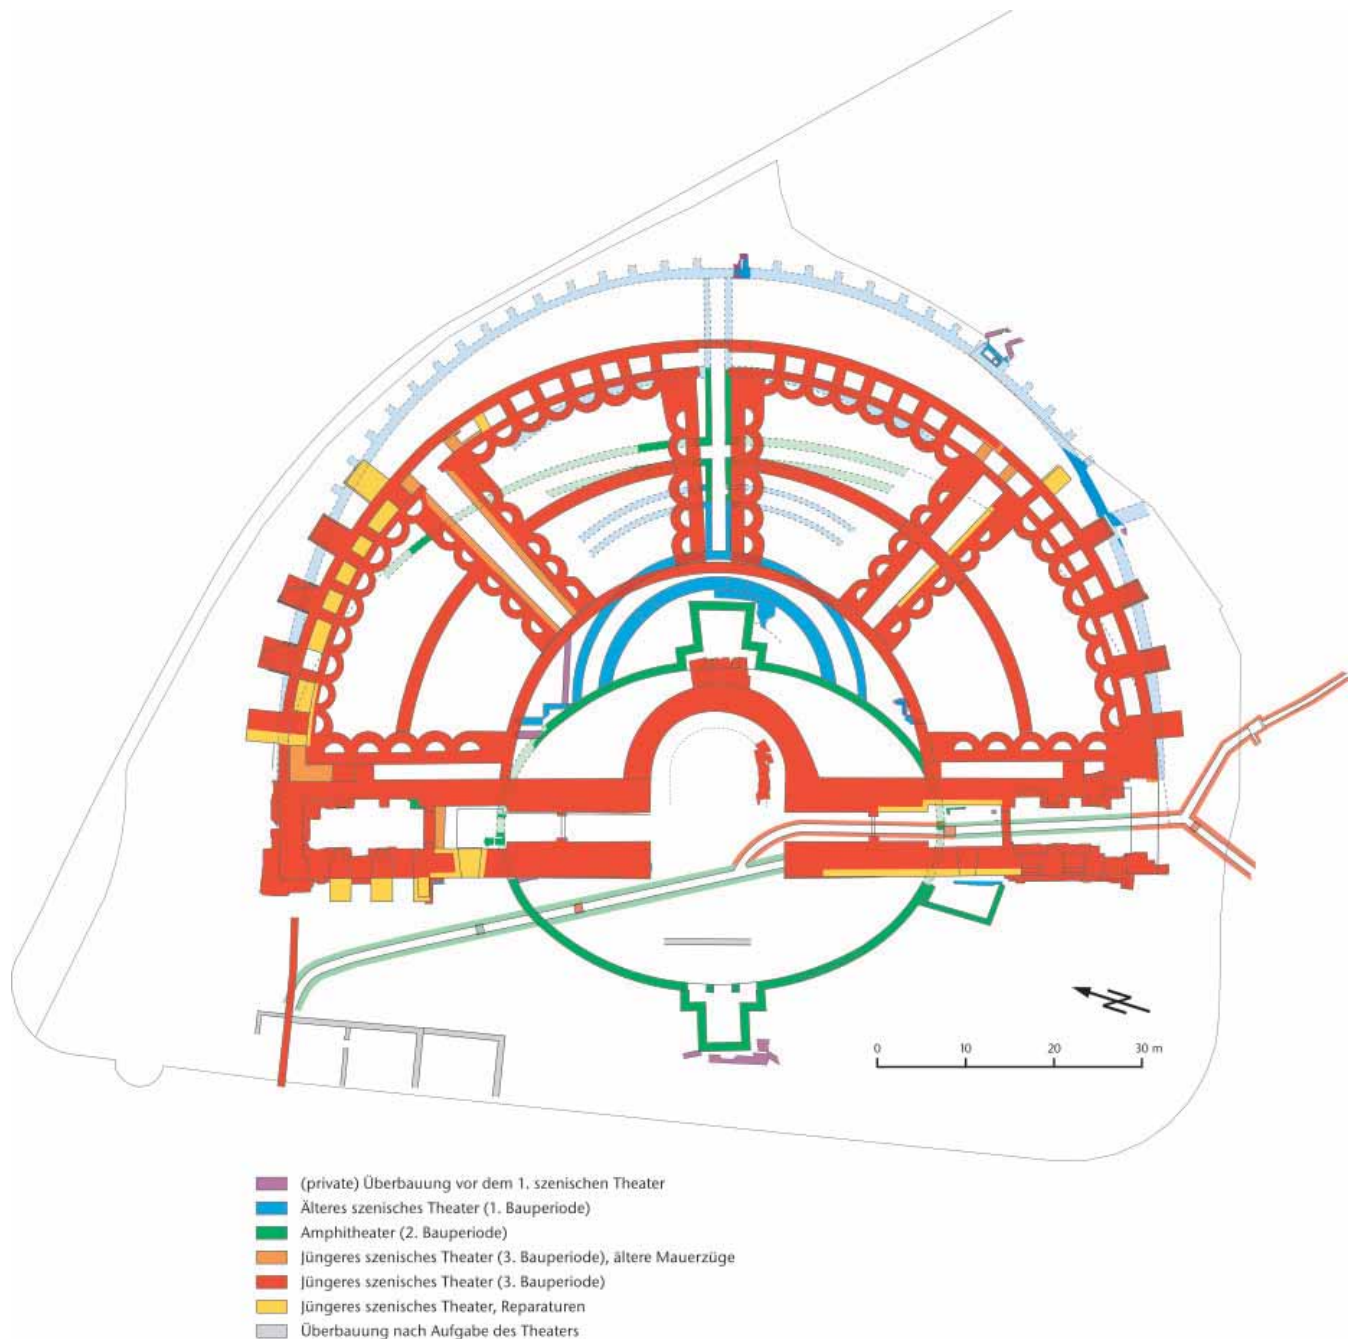 N
0 10 20 30 m
(private) Überbauung vor dem 1. szenischen Theater
Älteres szenisches Theater (1. Bauperiode)
Amphitheater (2. Bauperiode)
Jüngeres szenisches Theater (3. Bauperiode), ältere Mauerzüge
Jüngeres szenisches Theater (3. Bauperiode)
Jüngeres szenisches Theater, Reparaturen
Überbauung nach Aufgabe des Theaters